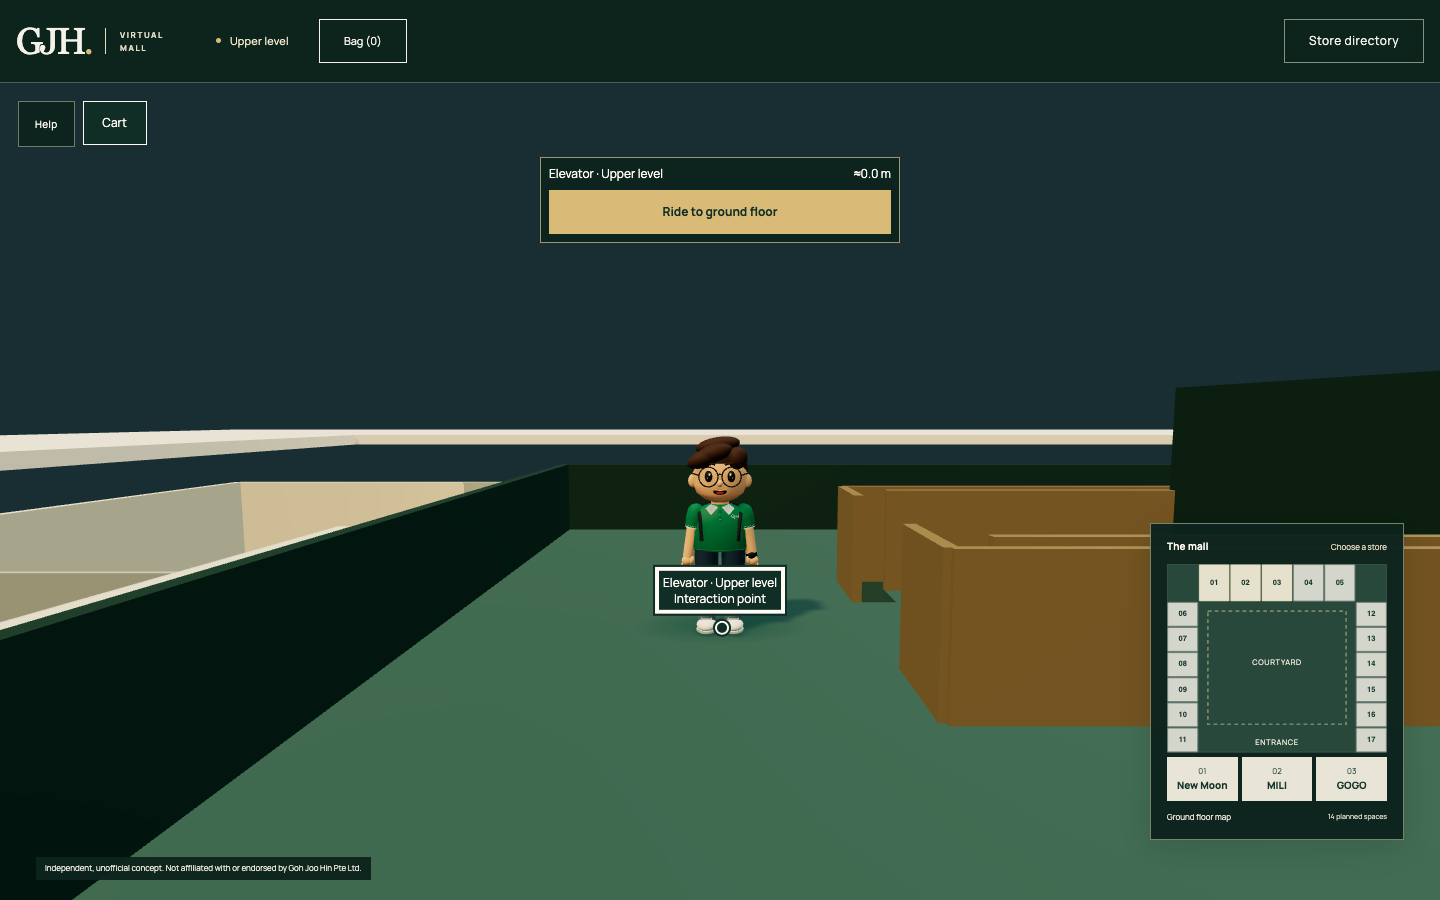 GJH.
VIRTUAL
MALL
Upper level
Bag (0)
Store directory
Help
Cart
Elevator · Upper level
≈0.0 m
Ride to ground floor
Elevator · Upper level
Interaction point
The mall
Choose a store
01 02 03 04 05
06 12
07 13
COURTYARD
08 14
09 15
10 16
11 17
ENTRANCE
01 02 03
New Moon MILI GOGO
Ground floor map
14 planned spaces
Independent, unofficial concept. Not affiliated with or endorsed by Goh Joo Hin Pte Ltd.